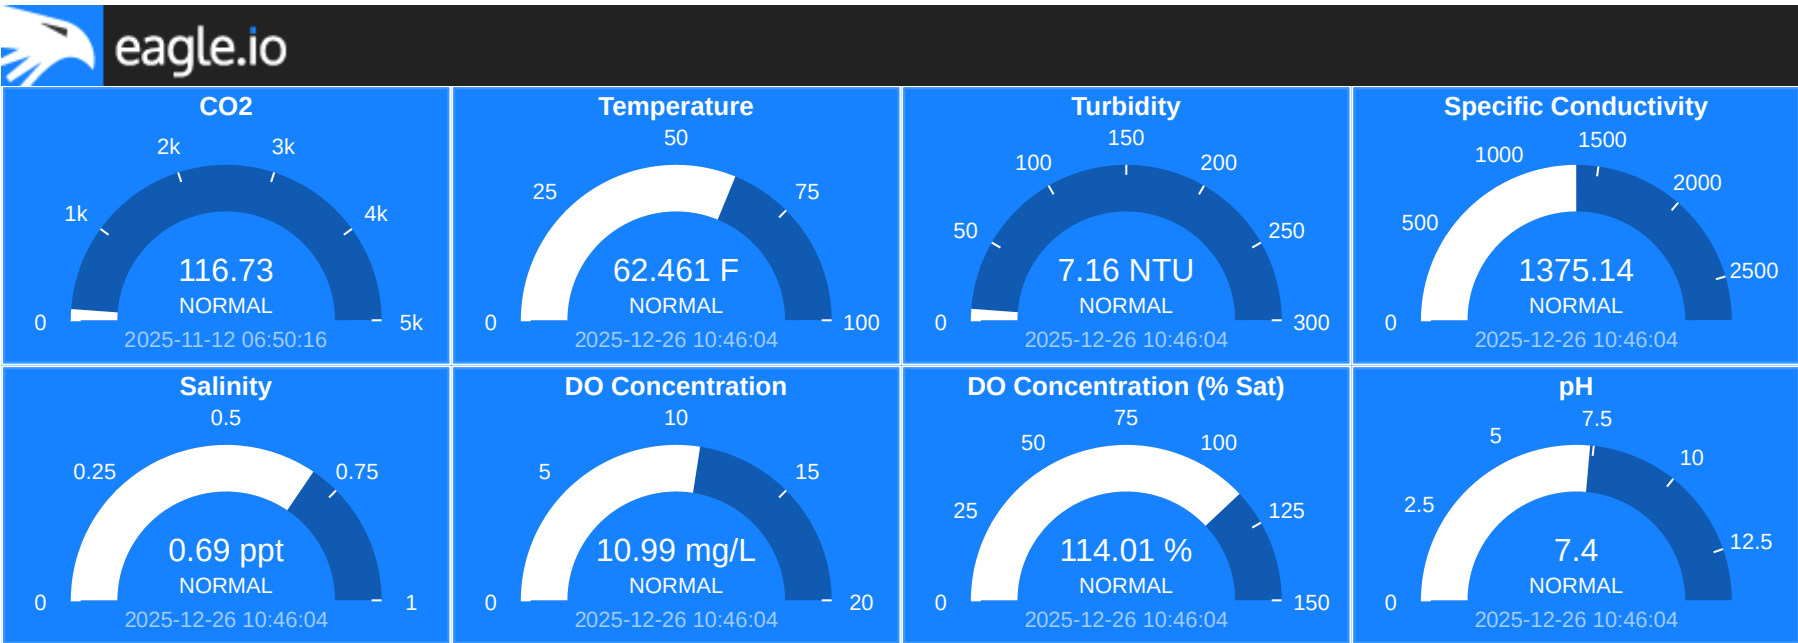 eagle.io
CO2
0
1k
2k
3k
4k
5k
116.73
NORMAL
2025-11-12 06:50:16
Temperature
0
25
50
75
100
62.461 F
NORMAL
2025-12-26 10:46:04
Turbidity
0
50
100
150
200
250
300
7.16 NTU
NORMAL
2025-12-26 10:46:04
Specific Conductivity
0
500
1000
1500
2000
2500
1375.14
NORMAL
2025-12-26 10:46:04
Salinity
0
0.25
0.5
0.75
1
0.69 ppt
NORMAL
2025-12-26 10:46:04
DO Concentration
0
5
10
15
20
10.99 mg/L
NORMAL
2025-12-26 10:46:04
DO Concentration (% Sat)
0
25
50
75
100
125
150
114.01 %
NORMAL
2025-12-26 10:46:04
pH
0
2.5
5
7.5
10
12.5
7.4
NORMAL
2025-12-26 10:46:04